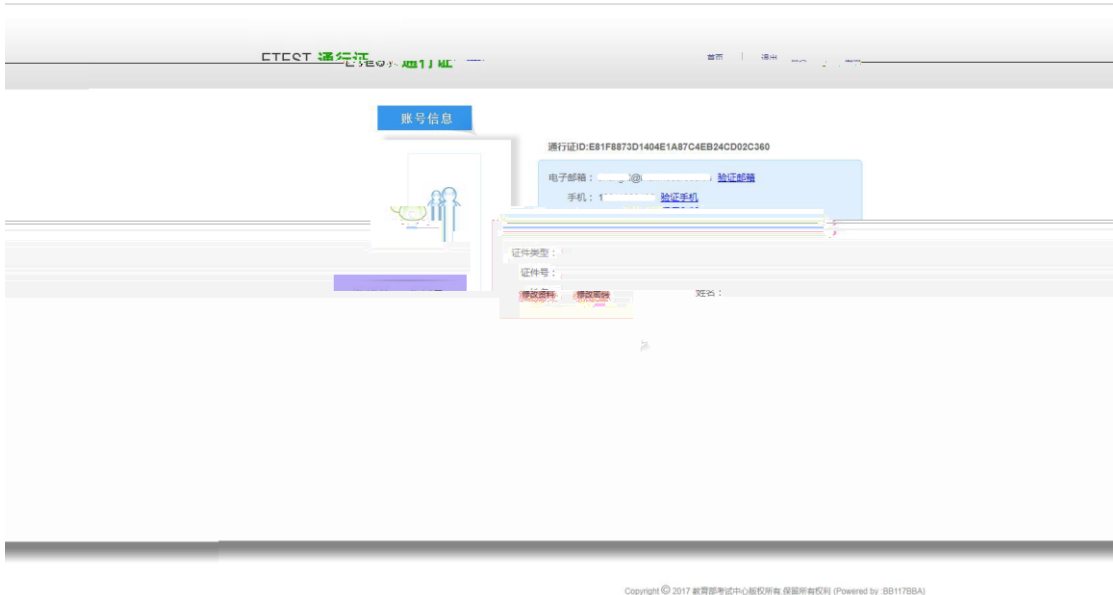 ETEST 通行证
首页 | 退出
账号信息
通行证ID:E81F8873D1404E1A87C4EB24CD02C360
电子邮箱： @ 验证邮箱
手机：1 验证手机
证件类型：
证件号：
姓名：
修改资料 修改密码
Copyright © 2017 教育部考试中心版权所有 保留所有权利 (Powered by :BB117BBA)